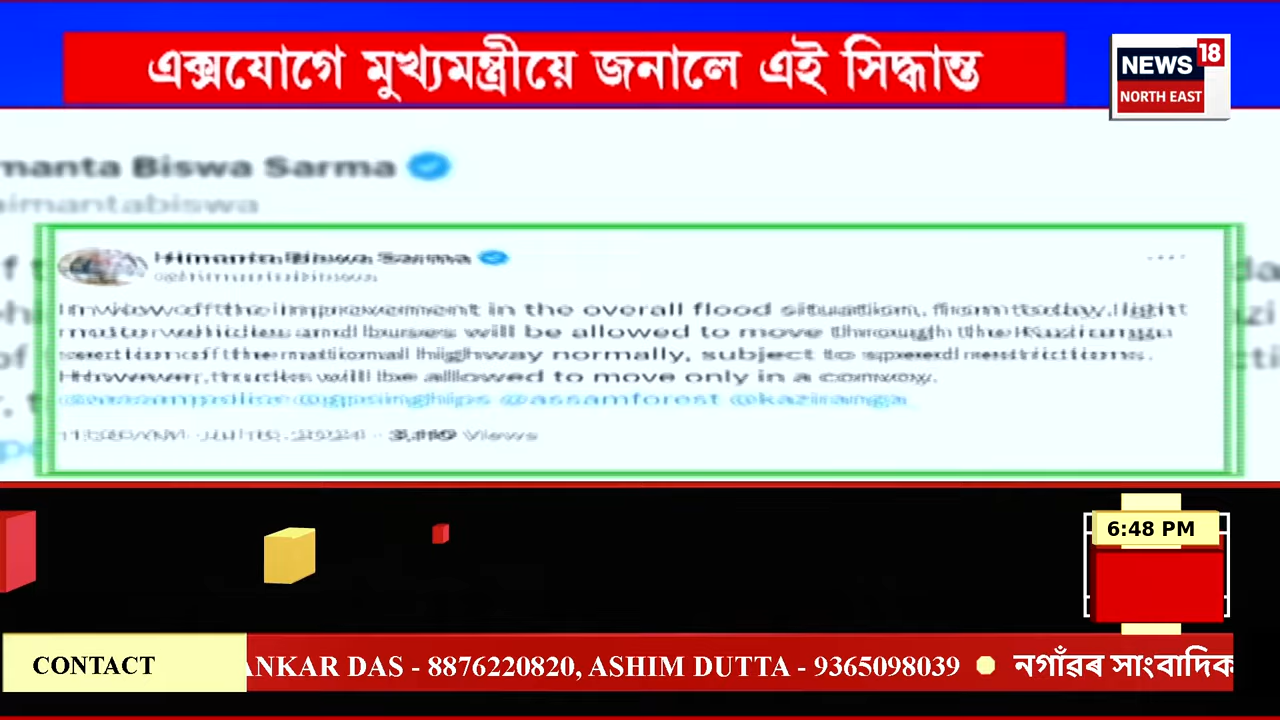 এক্সযোগে মুখ্যমন্ত্ৰীয়ে জনালে এই সিদ্ধান্ত
NEWS 18
NORTH EAST
manta Biswa Sarma
aimantabiswa
Himanta Biswa Sarma
@himantabiswa
In view of the improvement in the overall flood situation, from today, light
motor vehicles and buses will be allowed to move through the Kaziranga
section of the national highway normally, subject to speed restrictions.
However, trucks will be allowed to move only in a convoy.
@assampolice @gpsinghips @assamforest @kaziranga
Views
6:48 PM
CONTACT
ANKAR DAS - 8876220820, ASHIM DUTTA - 9365098039 নগাঁৱৰ সাংবাদিক